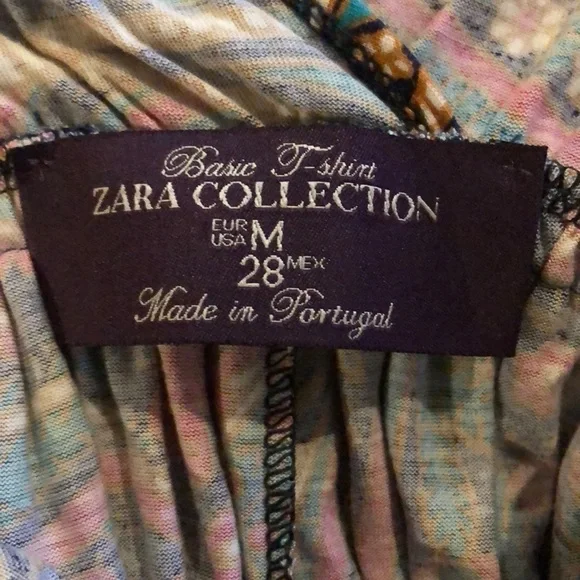 Basic T-shirt
ZARA COLLECTION
EUR USA M
28 MEX
Made in Portugal